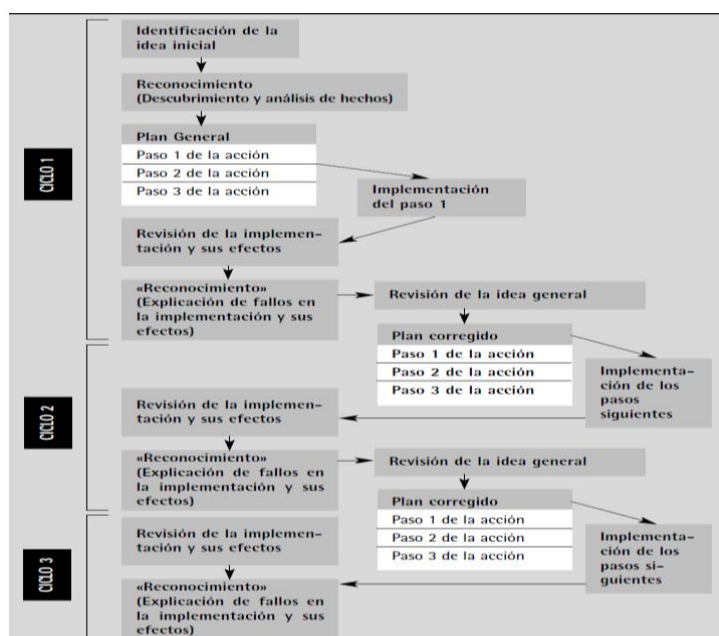 CICLO 1
Identificación de la
idea inicial
Reconocimiento
(Descubrimiento y análisis de hechos)
Plan General
Paso 1 de la acción
Paso 2 de la acción
Paso 3 de la acción
Implementación
del paso 1
Revisión de la implemen-
tación y sus efectos
«Reconocimiento»
(Explicación de fallos en
la implementación y sus
efectos)
Revisión de la idea general
Plan corregido
Paso 1 de la acción
Paso 2 de la acción
Paso 3 de la acción
CICLO 2
Implementa-
ción de los
pasos
siguientes
Revisión de la implemen-
tación y sus efectos
«Reconocimiento»
(Explicación de fallos en
la implementación y sus
efectos)
Revisión de la idea general
Plan corregido
Paso 1 de la acción
Paso 2 de la acción
Paso 3 de la acción
CICLO 3
Implementa-
ción de los
pasos si-
guientes
Revisión de la implemen-
tación y sus efectos
«Reconocimiento»
(Explicación de fallos en
la implementación y sus
efectos)